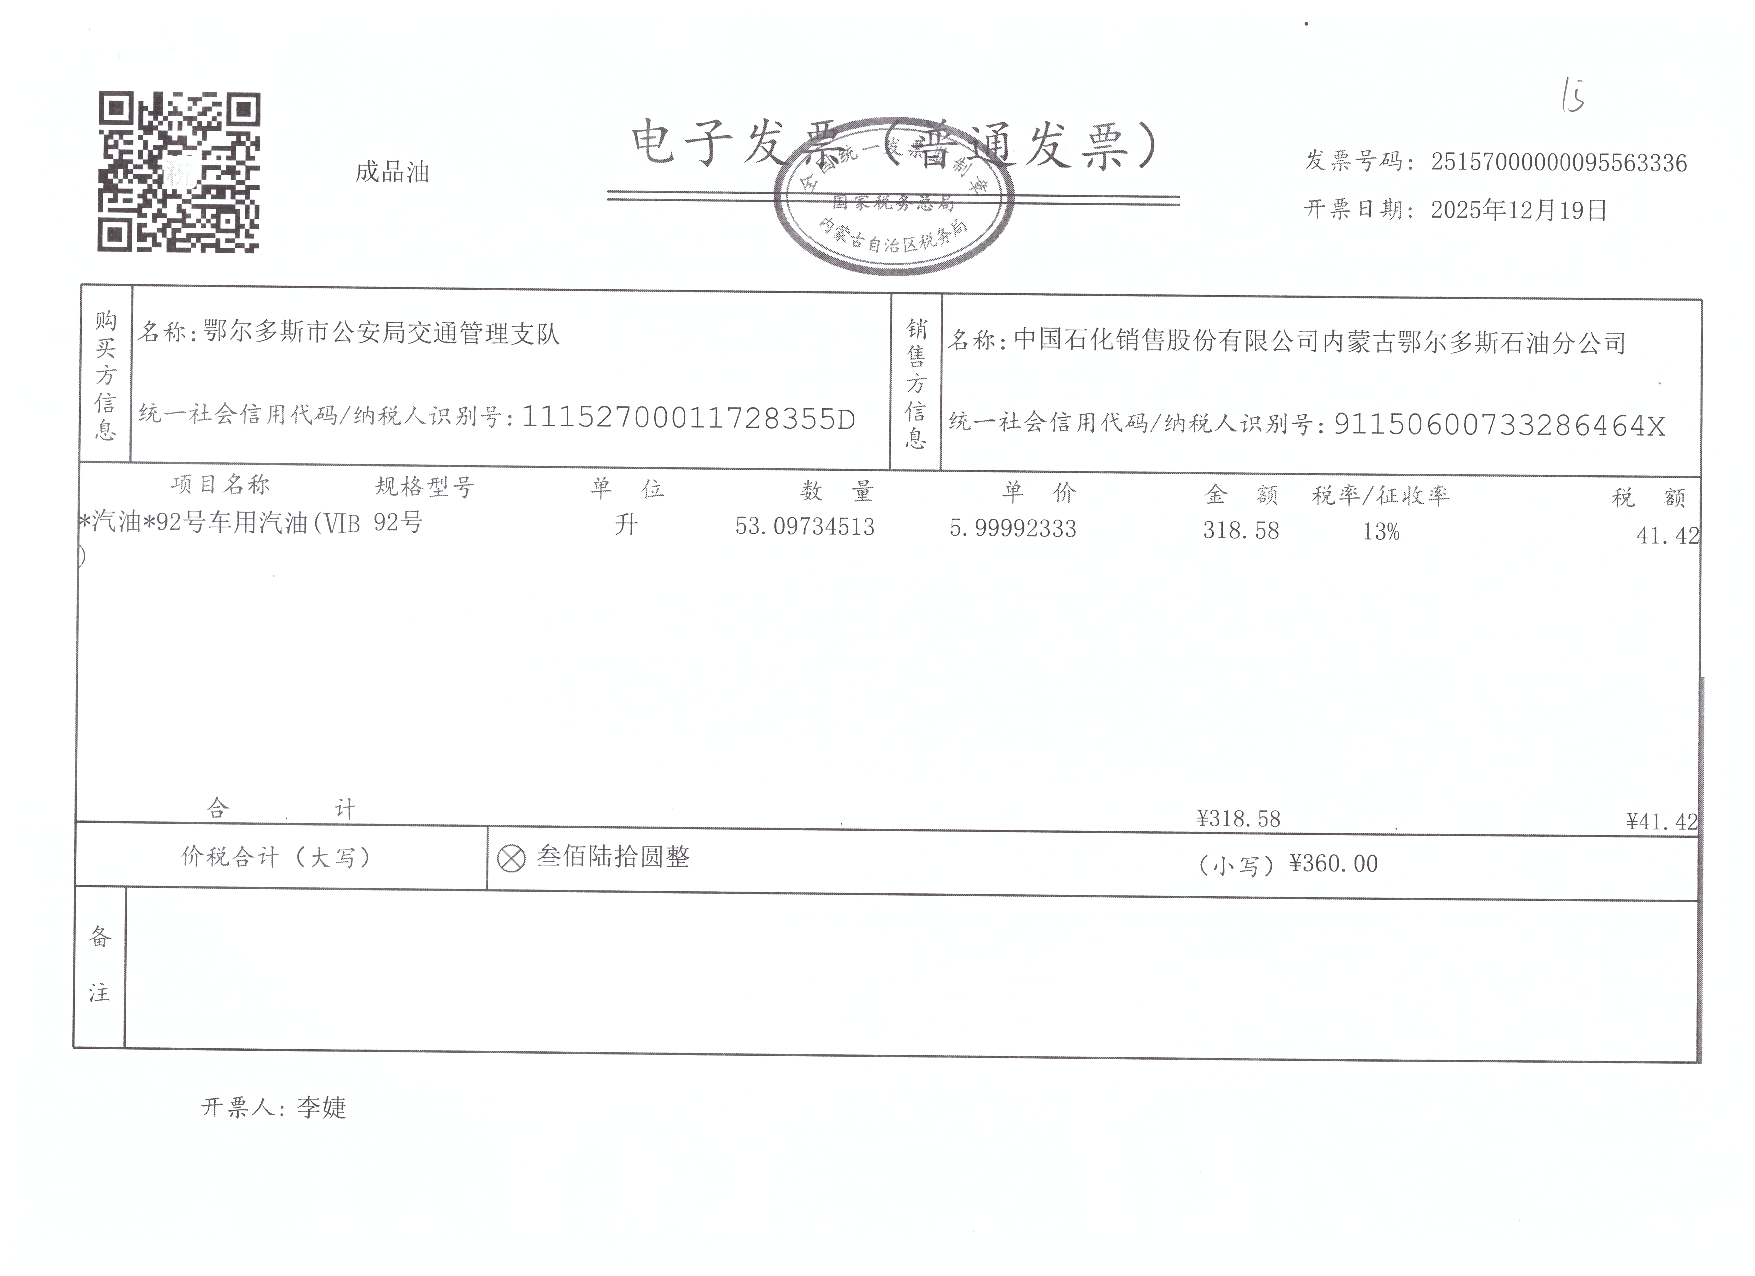 15
电子发票（普通发票）
全国统一发票监制章
国家税务总局
内蒙古自治区税务局
成品油
发票号码：25157000000095563336
开票日期：2025年12月19日
购买方信息
名称:鄂尔多斯市公安局交通管理支队
统一社会信用代码/纳税人识别号:11152700011728355D
销售方信息
名称:中国石化销售股份有限公司内蒙古鄂尔多斯石油分公司
统一社会信用代码/纳税人识别号:91150600733286464X
项目名称 规格型号 单 位 数 量 单 价 金 额 税率/征收率 税 额
*汽油*92号车用汽油(ⅥB 92号 升 53.09734513 5.99992333 318.58 13% 41.42
)
合 计 ¥318.58 ¥41.42
价税合计（大写） ⊗ 叁佰陆拾圆整 （小写）¥360.00
备注
开票人: 李婕